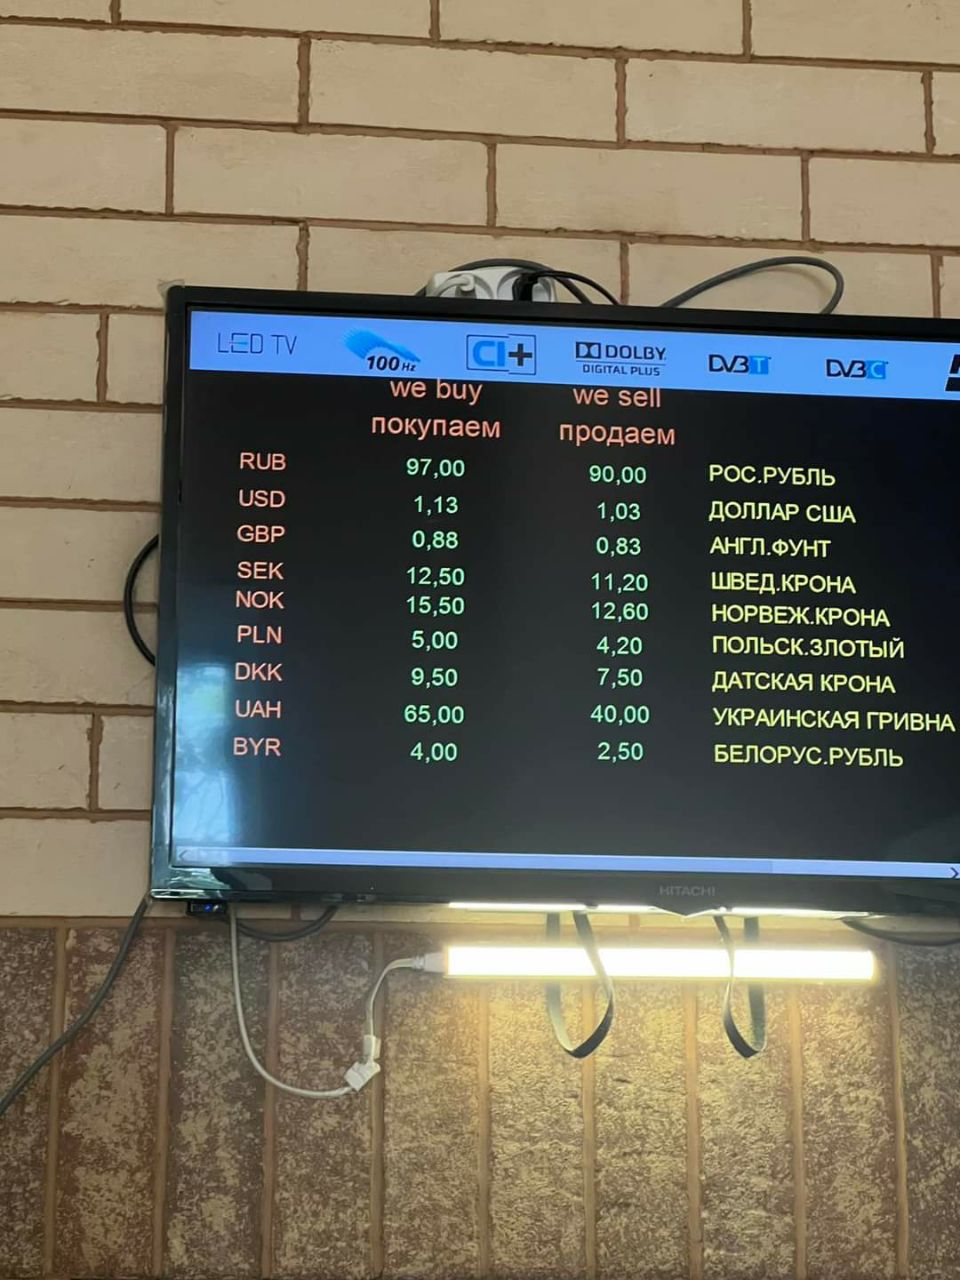 LED TV 100 Hz CI+ DOLBY DIGITAL PLUS DVB T DVB C
we buy we sell
покупаем продаем
RUB 97,00 90,00 РОС.РУБЛЬ
USD 1,13 1,03 ДОЛЛАР США
GBP 0,88 0,83 АНГЛ.ФУНТ
SEK 12,50 11,20 ШВЕД.КРОНА
NOK 15,50 12,60 НОРВЕЖ.КРОНА
PLN 5,00 4,20 ПОЛЬСК.ЗЛОТЫЙ
DKK 9,50 7,50 ДАТСКАЯ КРОНА
UAH 65,00 40,00 УКРАИНСКАЯ ГРИВНА
BYR 4,00 2,50 БЕЛОРУС.РУБЛЬ
HITACHI